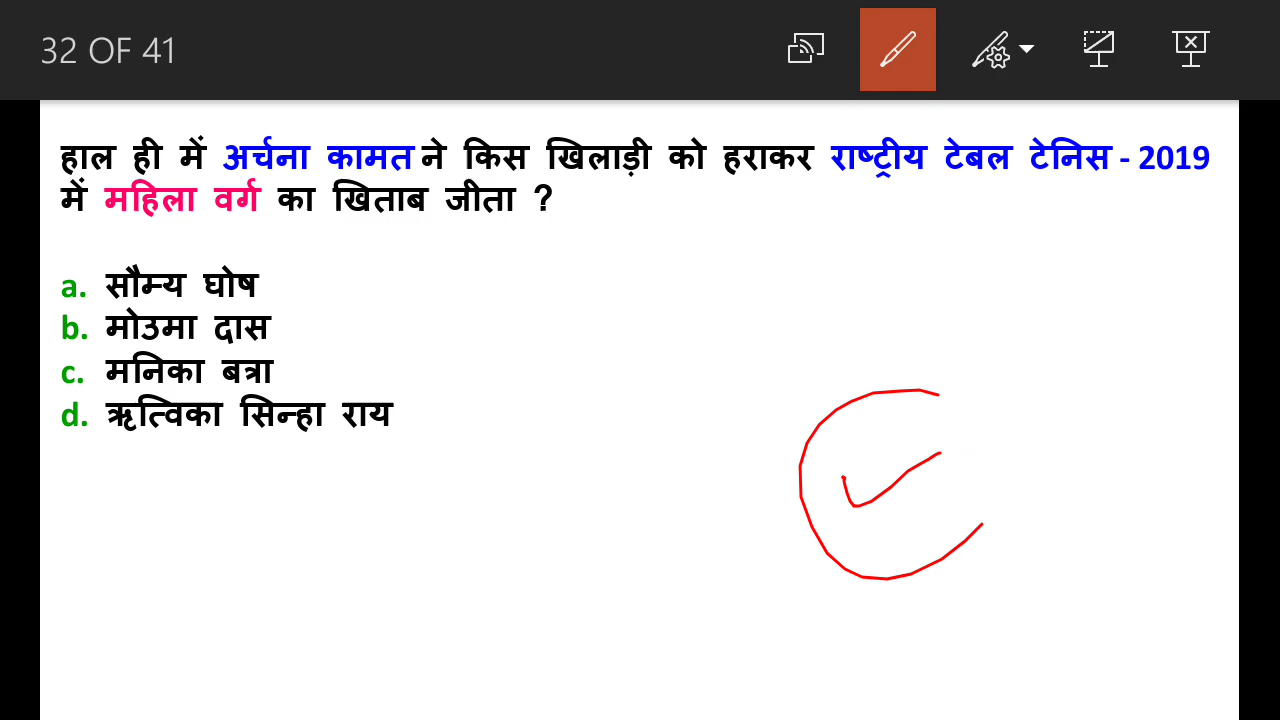 32 OF 41
हाल ही में अर्चना कामत ने किस खिलाड़ी को हराकर राष्ट्रीय टेबल टेनिस - 2019
में महिला वर्ग का खिताब जीता ?
a. सौम्य घोष
b. मोउमा दास
c. मनिका बत्रा
d. ऋत्विका सिन्हा राय